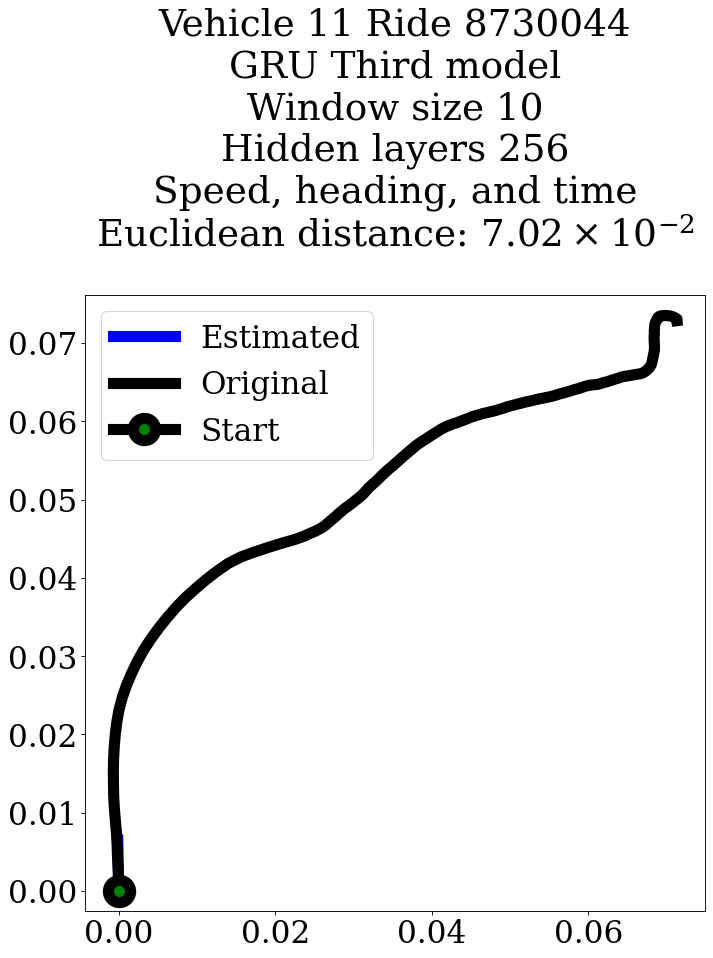 Vehicle 11 Ride 8730044
GRU Third model
Window size 10
Hidden layers 256
Speed, heading, and time
Euclidean distance: 7.02 × 10⁻²
Estimated
Original
Start
0.07
0.06
0.05
0.04
0.03
0.02
0.01
0.00
0.00 0.02 0.04 0.06